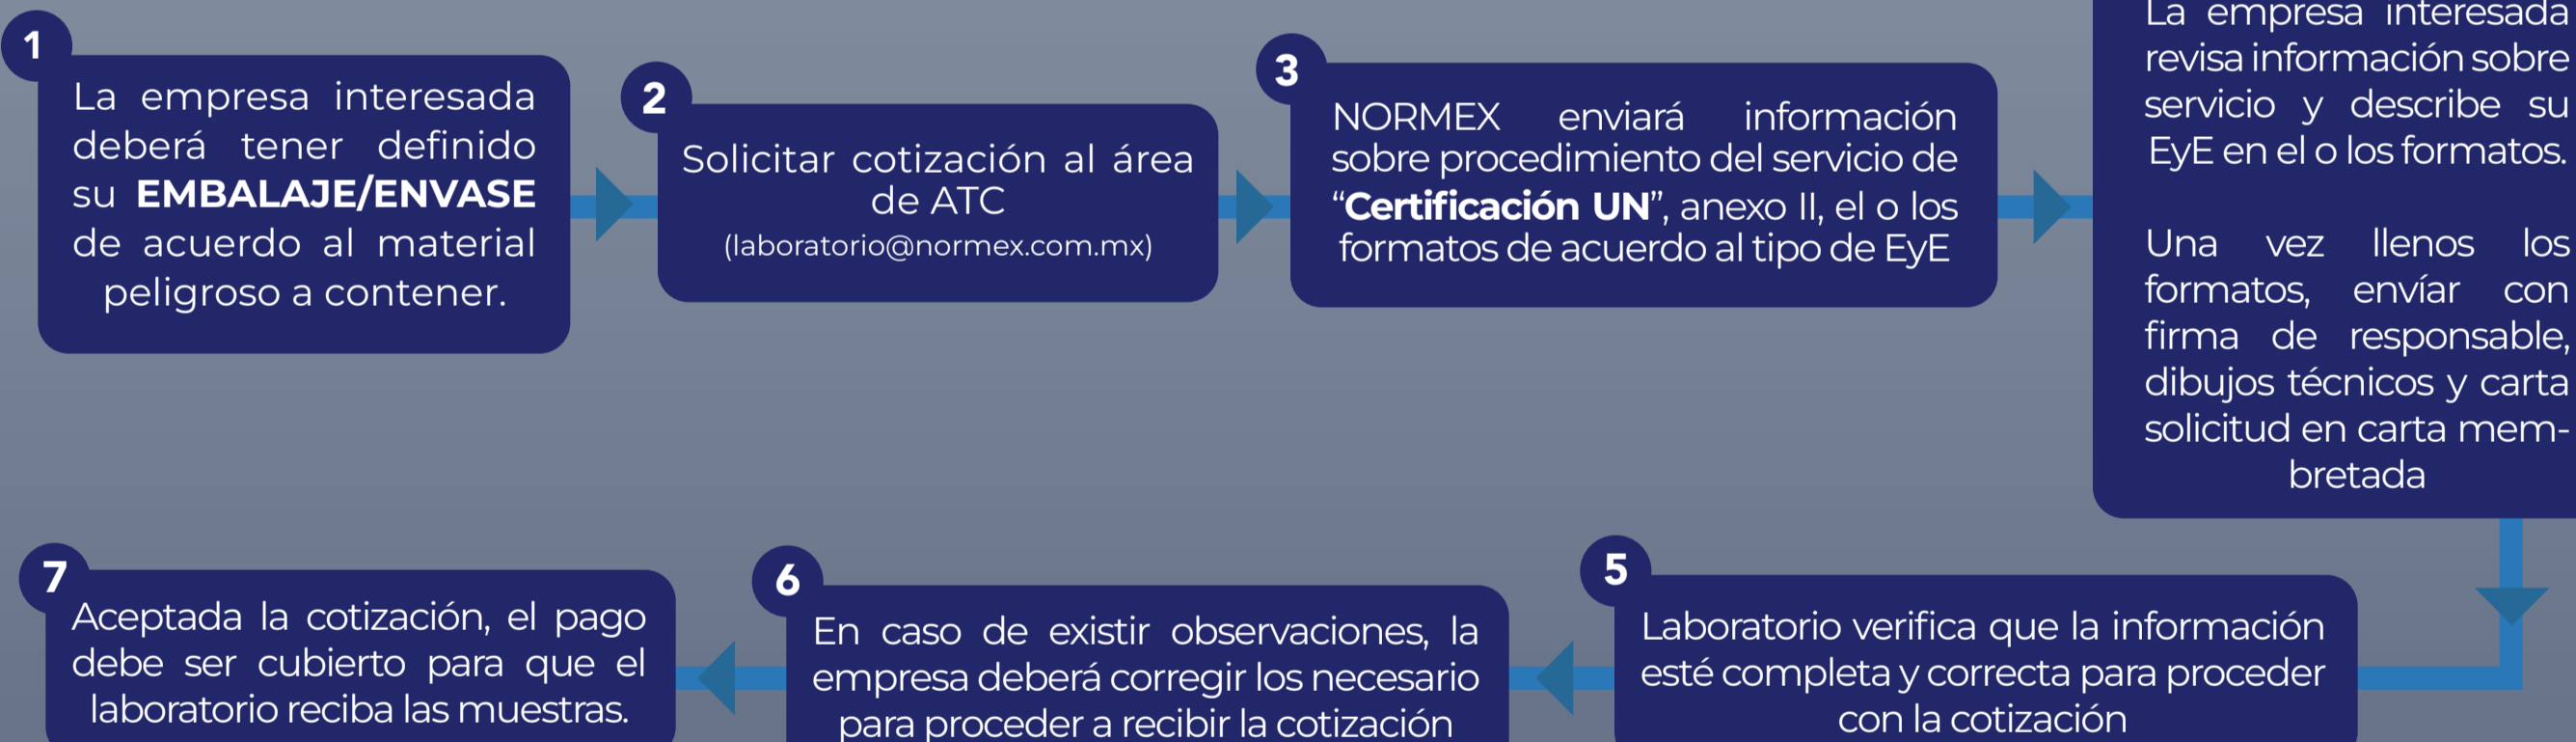 1
La empresa interesada
deberá tener definido
su EMBALAJE/ENVASE
de acuerdo al material
peligroso a contener.
2
Solicitar cotización al área
de ATC
(laboratorio@normex.com.mx)
3
NORMEX enviará información
sobre procedimiento del servicio de
“Certificación UN”, anexo II, el o los
formatos de acuerdo al tipo de EyE
La empresa interesada
revisa información sobre
servicio y describe su
EyE en el o los formatos.
Una vez llenos los
formatos, envíar con
firma de responsable,
dibujos técnicos y carta
solicitud en carta mem-
bretada
5
Laboratorio verifica que la información
esté completa y correcta para proceder
con la cotización
6
En caso de existir observaciones, la
empresa deberá corregir los necesario
para proceder a recibir la cotización
7
Aceptada la cotización, el pago
debe ser cubierto para que el
laboratorio reciba las muestras.